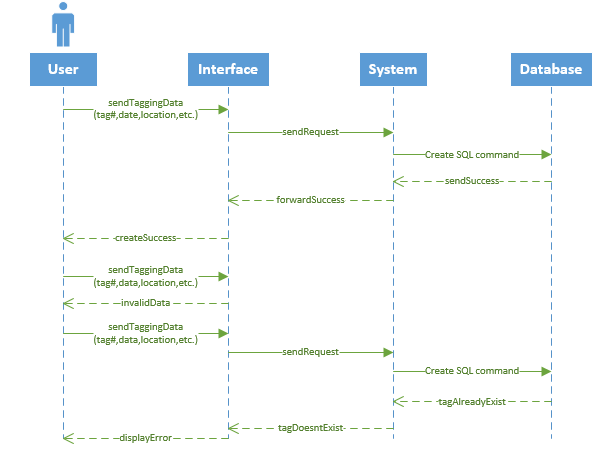 User
Interface
System
Database
sendTaggingData
(tag#,date,location,etc.)
sendRequest
Create SQL command
sendSuccess
forwardSuccess
createSuccess
sendTaggingData
(tag#,data,location,etc.)
invalidData
sendTaggingData
(tag#,data,location,etc.)
sendRequest
Create SQL command
tagAlreadyExist
tagDoesntExist
displayError